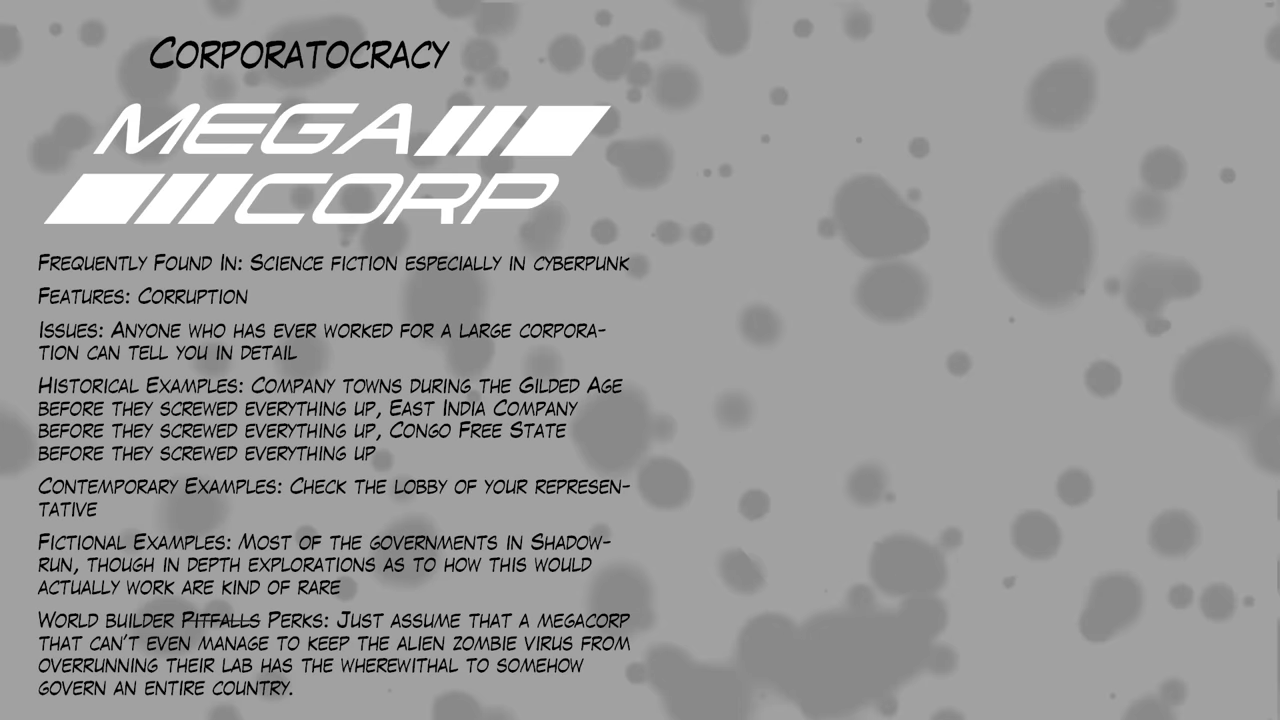 Corporatocracy
MEGA
CORP
Frequently Found In: Science fiction especially in cyberpunk
Features: Corruption
Issues: Anyone who has ever worked for a large corpora-
tion can tell you in detail
Historical Examples: Company towns during the Gilded Age
before they screwed everything up, East India Company
before they screwed everything up, Congo Free State
before they screwed everything up
Contemporary Examples: Check the lobby of your represen-
tative
Fictional Examples: Most of the governments in Shadow-
run, though in depth explorations as to how this would
actually work are kind of rare
World builder Pitfalls Perks: Just assume that a megacorp
that can't even manage to keep the alien zombie virus from
overrunning their lab has the wherewithal to somehow
govern an entire country.